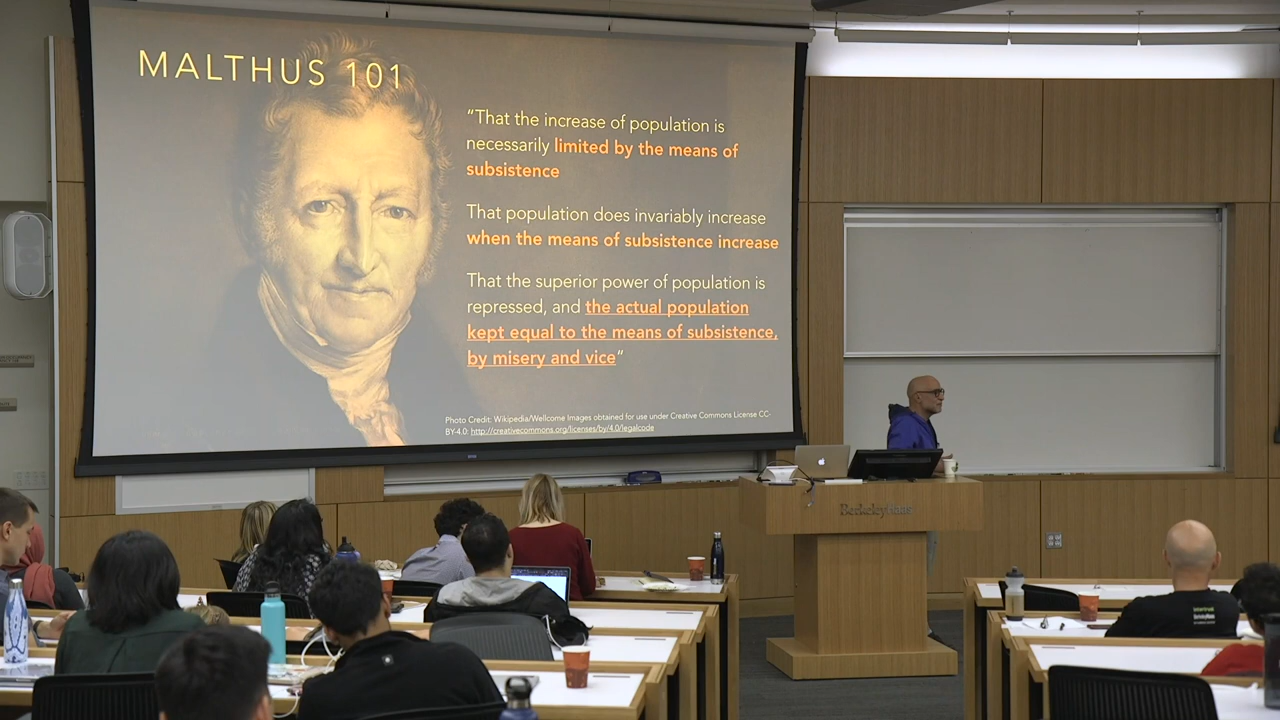 MALTHUS 101
“That the increase of population is
necessarily limited by the means of
subsistence
That population does invariably increase
when the means of subsistence increase
That the superior power of population is
repressed, and the actual population
kept equal to the means of subsistence,
by misery and vice“
Photo Credit: Wikipedia/Wellcome Images obtained for use under Creative Commons License CC-
BY-4.0: http://creativecommons.org/licenses/by/4.0/legalcode
BerkeleyHaas